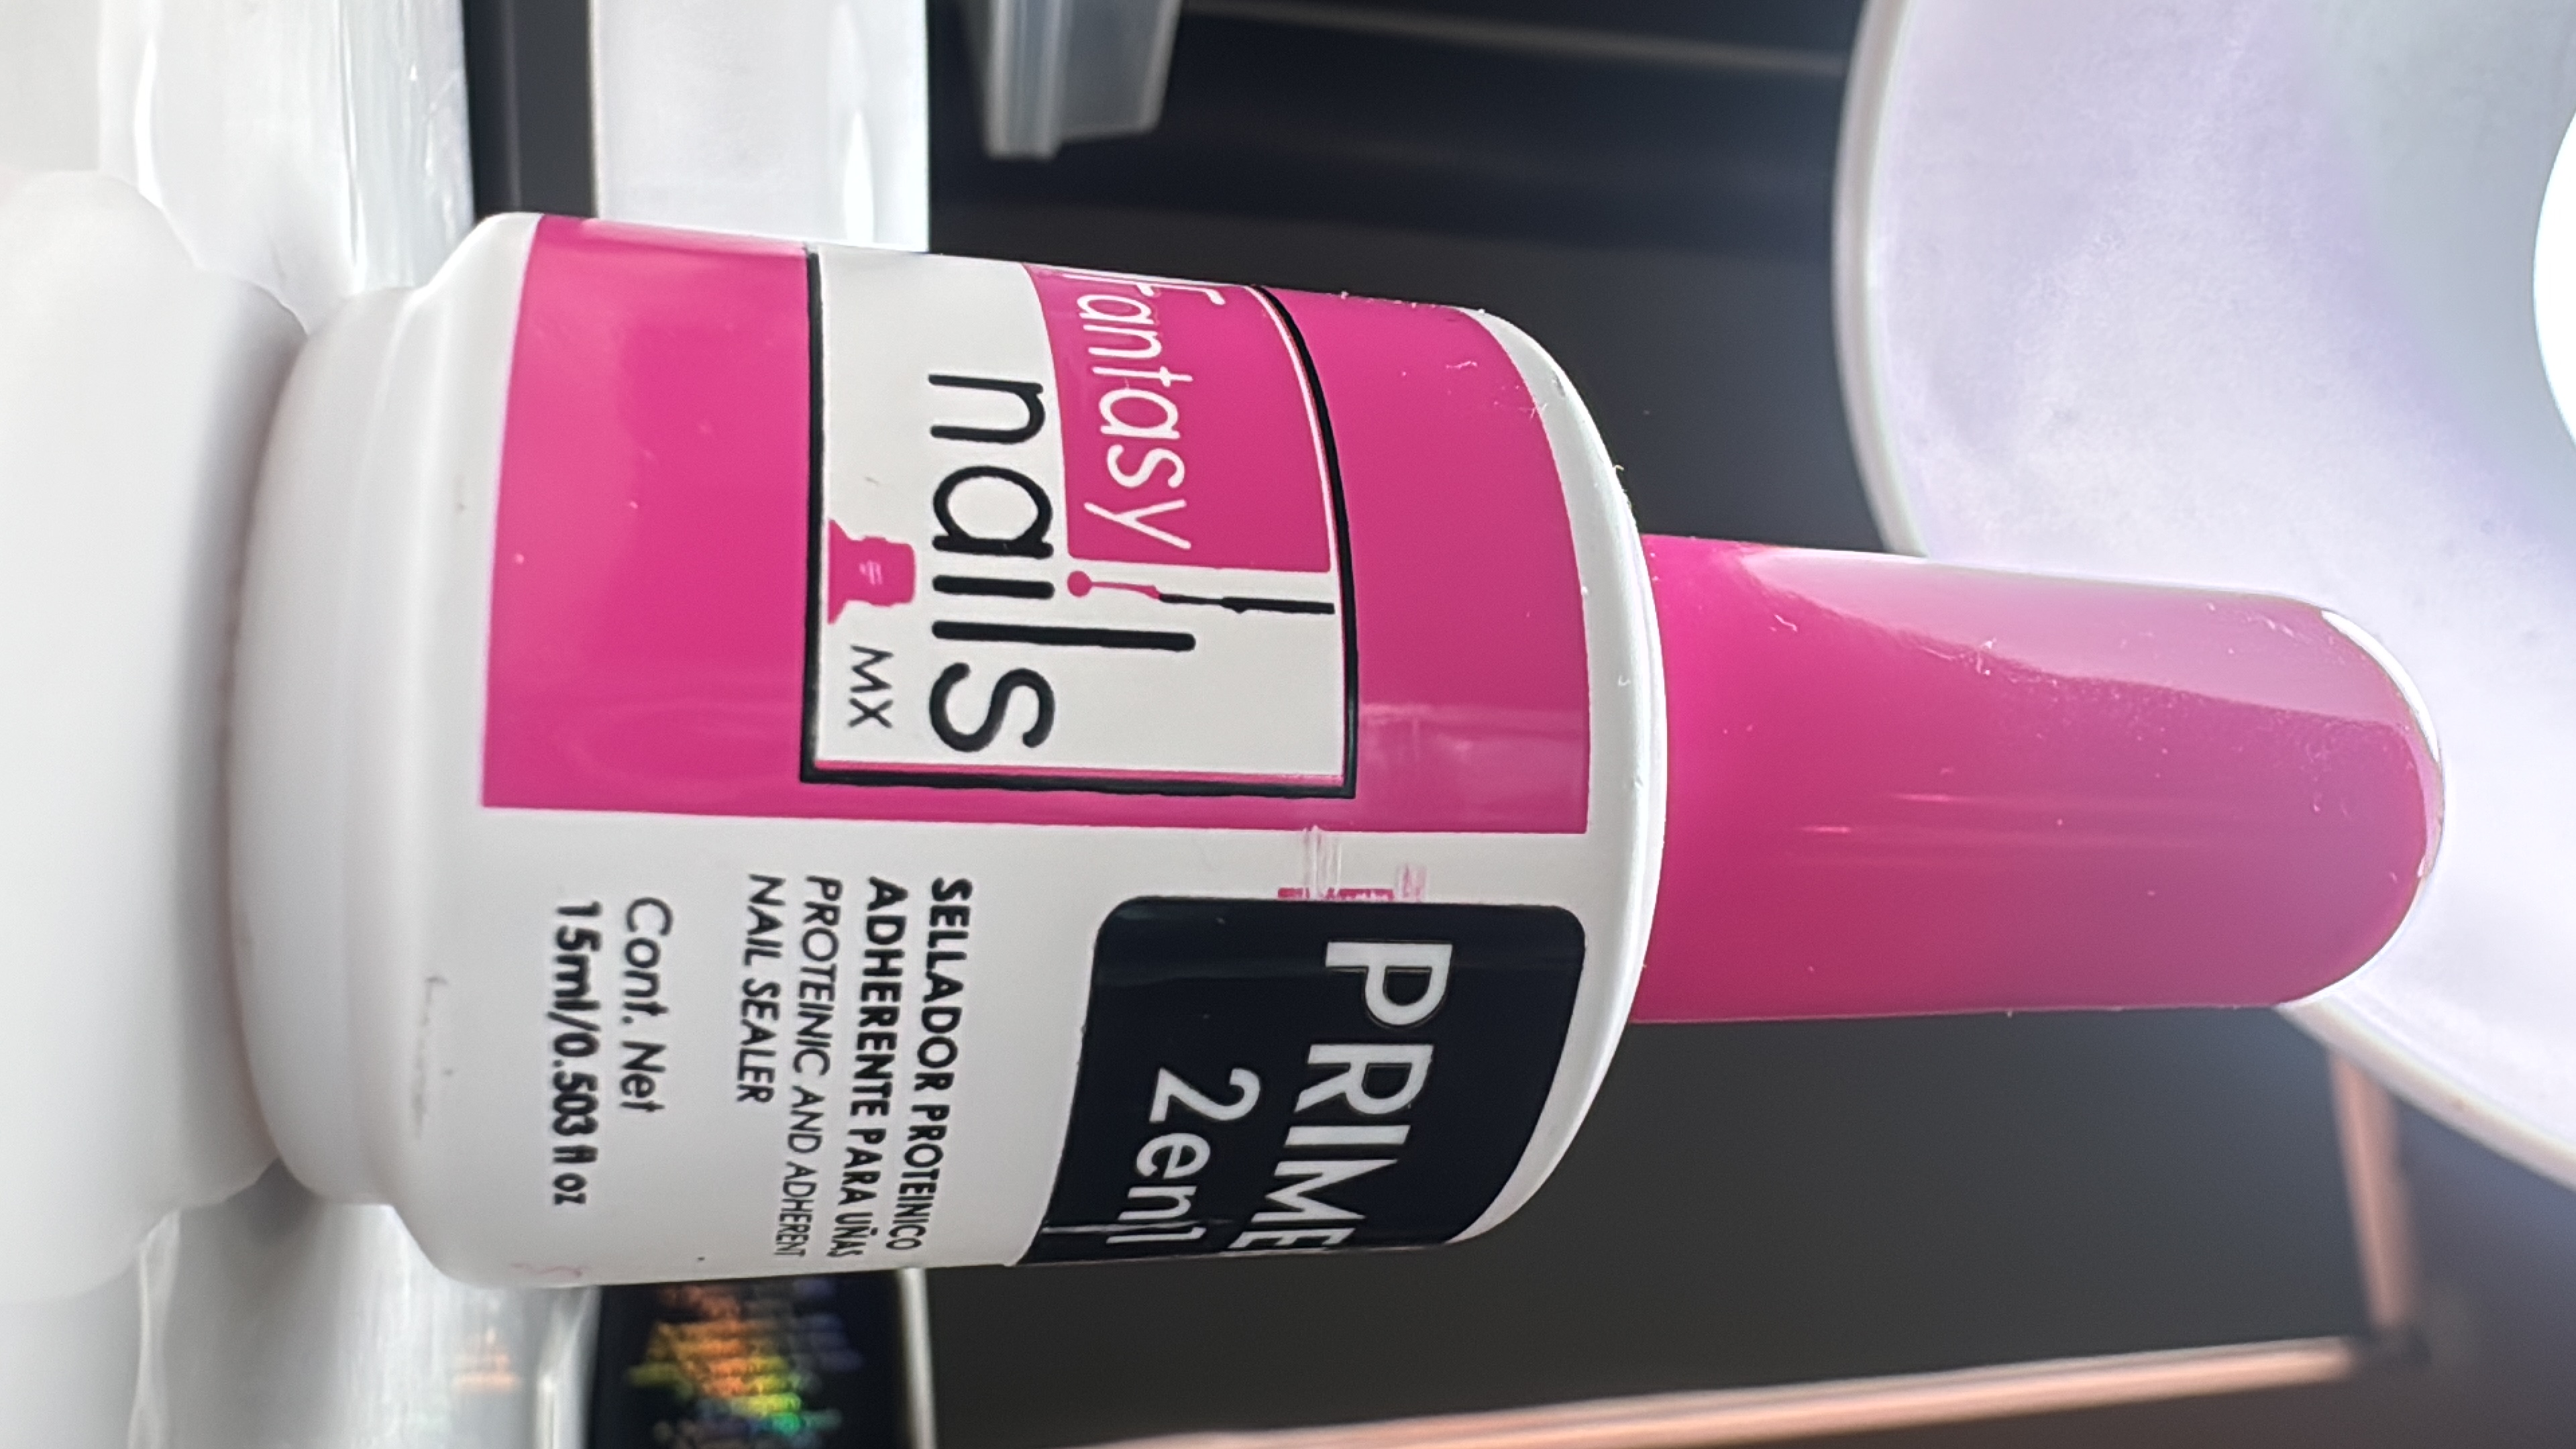 Fantasy
nails
MX
PRIME
2en1
SELLADOR PROTEINICO
ADHERENTE PARA UÑAS
PROTEINIC AND ADHERENT
NAIL SEALER
Cont. Net
15ml/0.503 fl oz